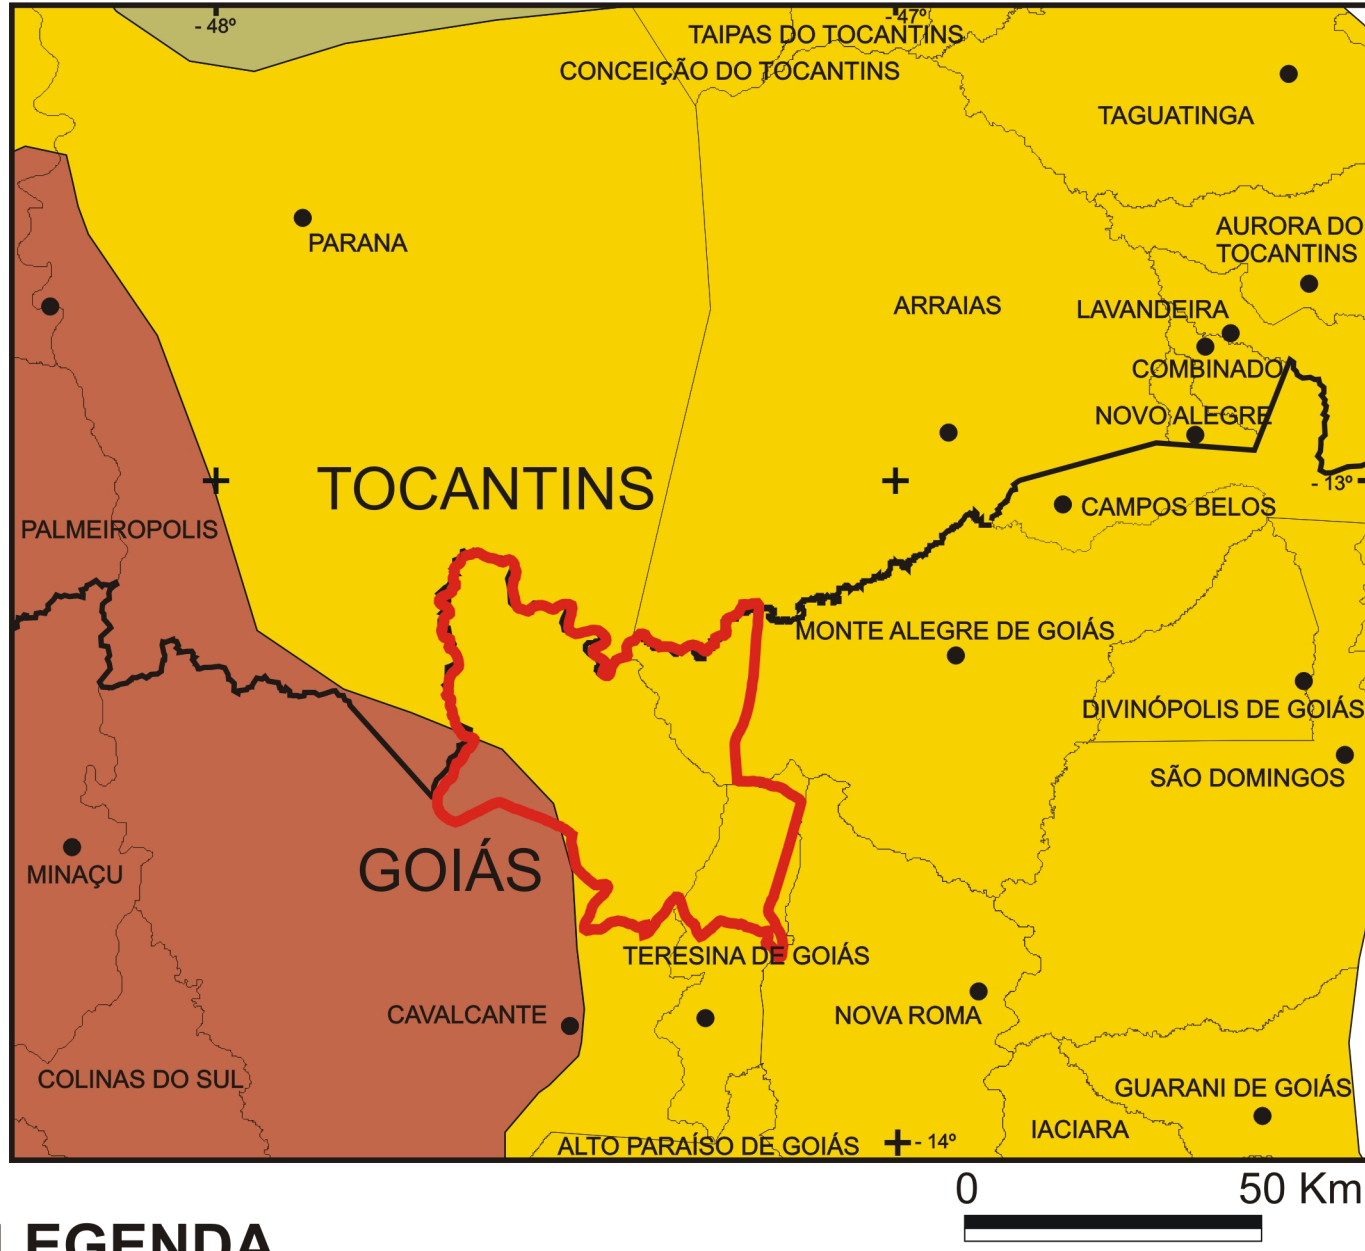 - 48º
- 47º
TAIPAS DO TOCANTINS
CONCEIÇÃO DO TOCANTINS
TAGUATINGA
PARANA
AURORA DO
TOCANTINS
ARRAIAS
LAVANDEIRA
COMBINADO
NOVO ALEGRE
TOCANTINS
- 13º
CAMPOS BELOS
PALMEIROPOLIS
MONTE ALEGRE DE GOIÁS
DIVINÓPOLIS DE GOIÁS
SÃO DOMINGOS
GOIÁS
MINAÇU
TERESINA DE GOIÁS
CAVALCANTE
NOVA ROMA
COLINAS DO SUL
GUARANI DE GOIÁS
IACIARA
ALTO PARAÍSO DE GOIÁS
- 14º
0
50 Km
LEGENDA